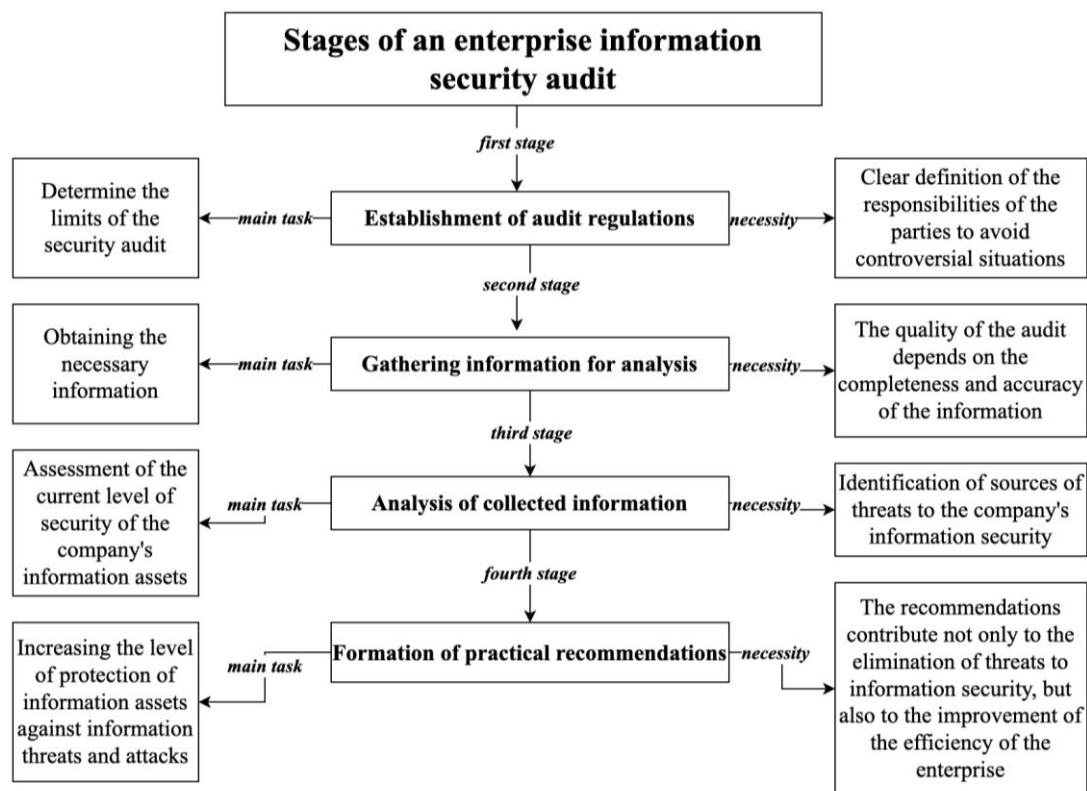 Stages of an enterprise information
security audit
first stage
Determine the
limits of the
security audit
main task
Establishment of audit regulations
necessity
Clear definition of the
responsibilities of the
parties to avoid
controversial situations
second stage
Obtaining the
necessary
information
main task
Gathering information for analysis
necessity
The quality of the audit
depends on the
completeness and accuracy
of the information
third stage
Assessment of the
current level of
security of the
company's
information assets
main task
Analysis of collected information
necessity
Identification of sources of
threats to the company's
information security
fourth stage
Increasing the level
of protection of
information assets
against information
threats and attacks
main task
Formation of practical recommendations
necessity
The recommendations
contribute not only to the
elimination of threats to
information security, but
also to the improvement of
the efficiency of the
enterprise